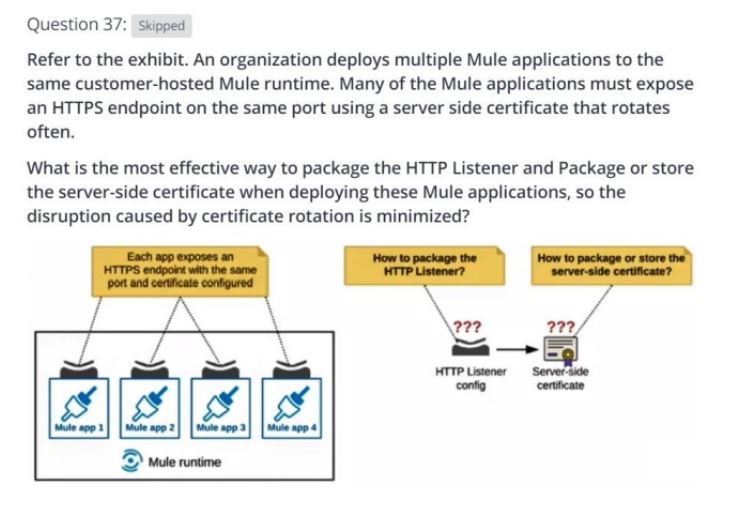 Question 37: Skipped
Refer to the exhibit. An organization deploys multiple Mule applications to the
same customer-hosted Mule runtime. Many of the Mule applications must expose
an HTTPS endpoint on the same port using a server side certificate that rotates
often.
What is the most effective way to package the HTTP Listener and Package or store
the server-side certificate when deploying these Mule applications, so the
disruption caused by certificate rotation is minimized?
Each app exposes an
HTTPS endpoint with the same
port and certificate configured
How to package the
HTTP Listener?
How to package or store the
server-side certificate?
???
???
HTTP Listener
config
Server-side
certificate
Mule app 1
Mule app 2
Mule app 3
Mule app 4
Mule runtime